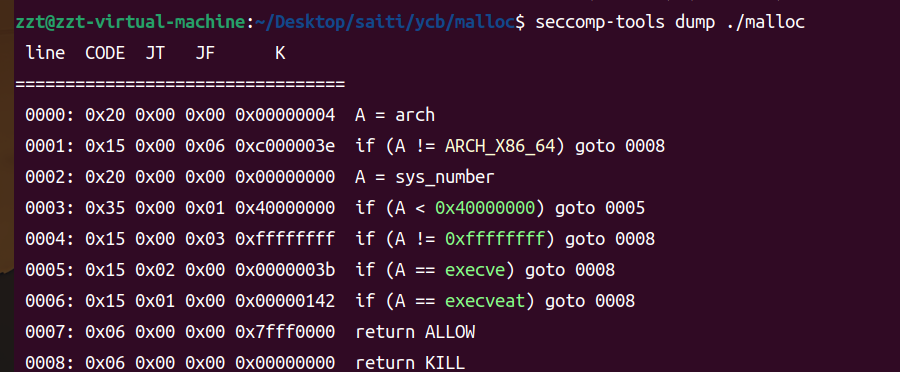 zzt@zzt-virtual-machine:~/Desktop/saiti/ycb/malloc$ seccomp-tools dump ./malloc
 line  CODE  JT   JF      K
=================================
 0000: 0x20 0x00 0x00 0x00000004  A = arch
 0001: 0x15 0x00 0x06 0xc000003e  if (A != ARCH_X86_64) goto 0008
 0002: 0x20 0x00 0x00 0x00000000  A = sys_number
 0003: 0x35 0x00 0x01 0x40000000  if (A < 0x40000000) goto 0005
 0004: 0x15 0x00 0x03 0xffffffff  if (A != 0xffffffff) goto 0008
 0005: 0x15 0x02 0x00 0x0000003b  if (A == execve) goto 0008
 0006: 0x15 0x01 0x00 0x00000142  if (A == execveat) goto 0008
 0007: 0x06 0x00 0x00 0x7fff0000  return ALLOW
 0008: 0x06 0x00 0x00 0x00000000  return KILL